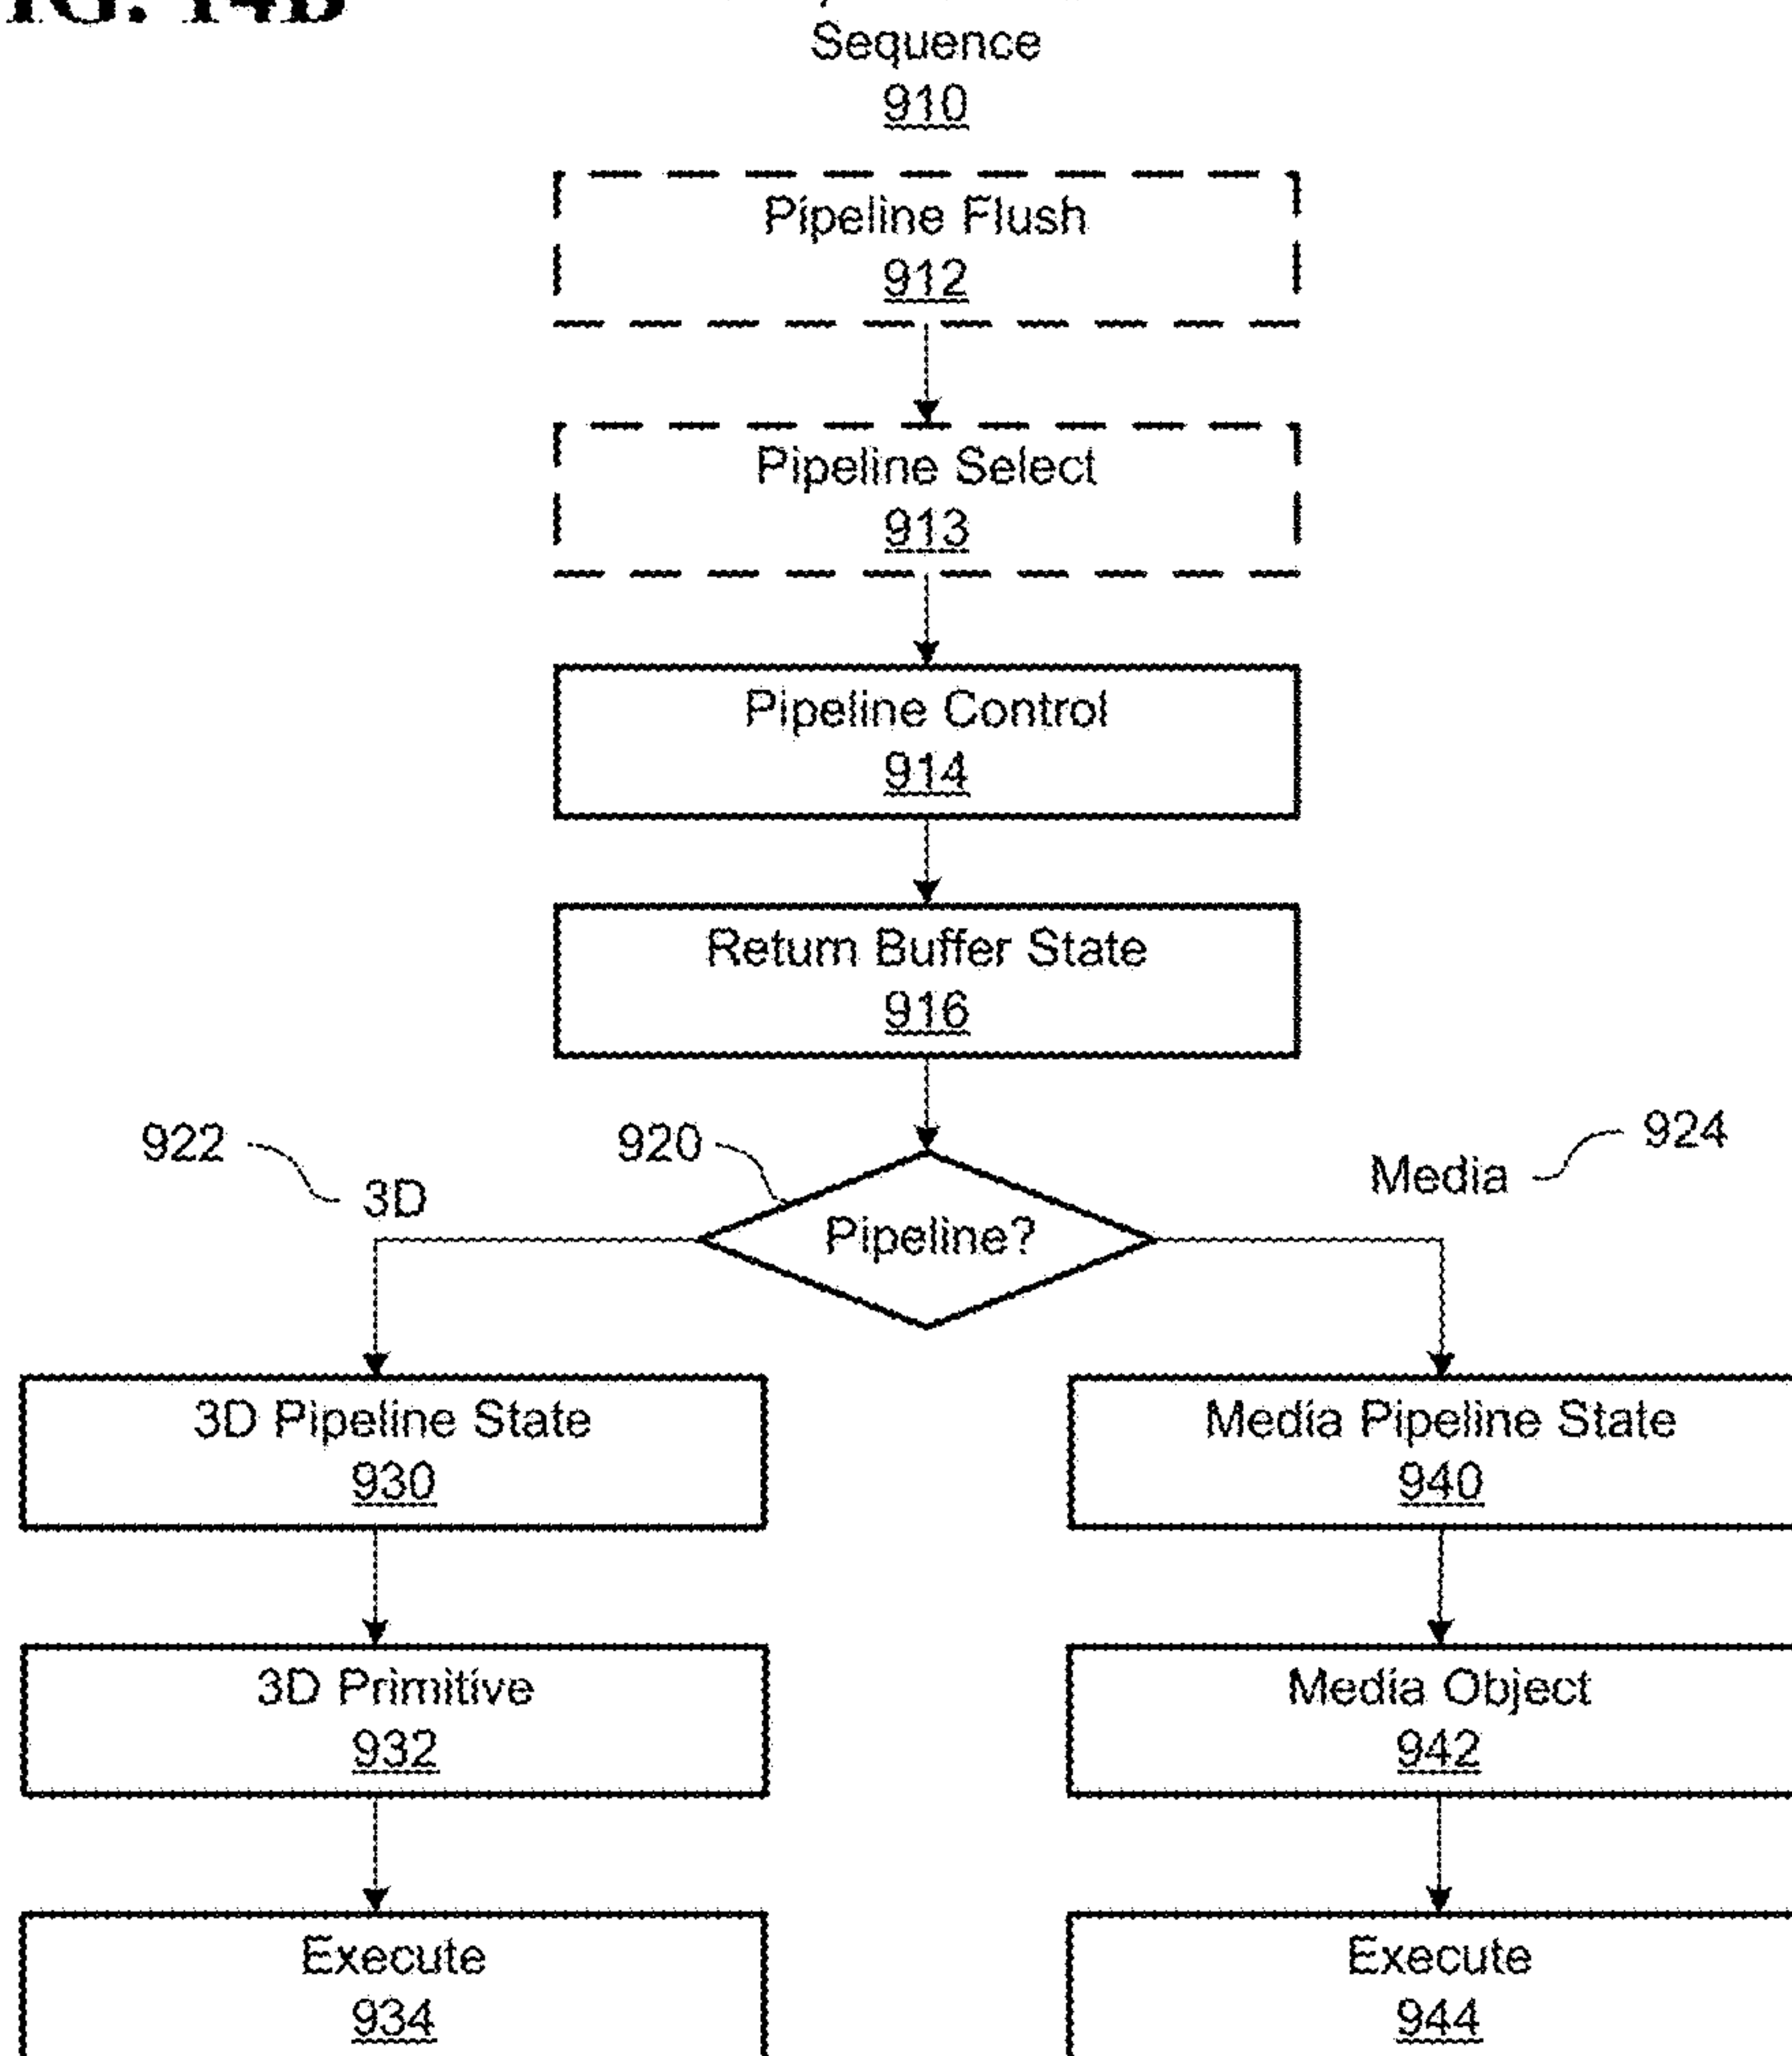 FIG. 14B
Sequence
910
Pipeline Flush
912
Pipeline Select
913
Pipeline Control
914
Return Buffer State
916
922
3D
920
Pipeline?
Media
924
3D Pipeline State
930
Media Pipeline State
940
3D Primitive
932
Media Object
942
Execute
934
Execute
944